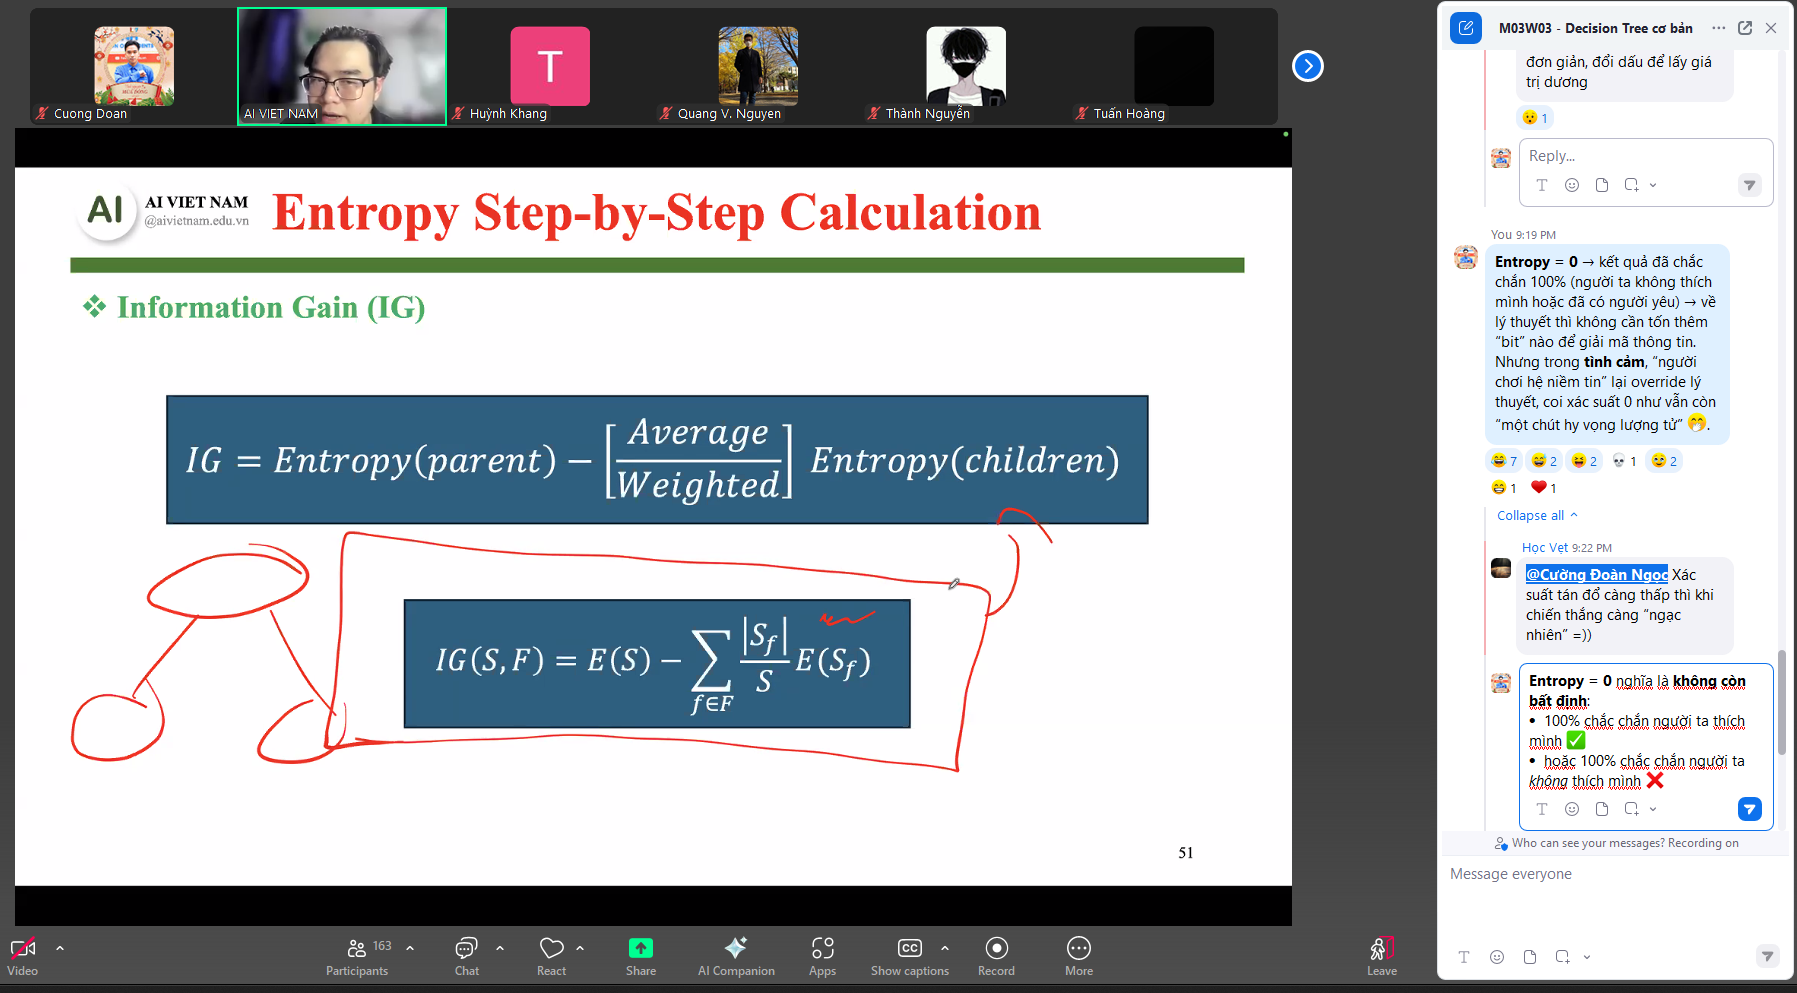 Cuong Doan
AI VIET NAM
T
Huỳnh Khang
Quang V. Nguyen
Thành Nguyễn
Tuấn Hoàng
AI
AI VIET NAM
@aivietnam.edu.vn
Entropy Step-by-Step Calculation
❖ Information Gain (IG)
IG = Entropy(parent) − [Average/Weighted] Entropy(children)
IG(S,F) = E(S) − ∑_{f∈F} |S_f|/S E(S_f)
51
Video
163
Participants
Chat
React
Share
AI Companion
Apps
CC
Show captions
Record
More
Leave
M03W03 - Decision Tree cơ bản
đơn giản, đổi dấu để lấy giá
trị dương
😯 1
Reply...
You 9:19 PM
Entropy = 0 → kết quả đã chắc
chắn 100% (người ta không thích
mình hoặc đã có người yêu) → về
lý thuyết thì không cần tốn thêm
“bit” nào để giải mã thông tin.
Nhưng trong tình cảm, “người
chơi hệ niềm tin” lại override lý
thuyết, coi xác suất 0 như vẫn còn
“một chút hy vọng lượng tử” 🤭.
😂 7 😅 2 😝 2 💀 1 🥹 2
😁 1 ❤️ 1
Collapse all
Học Vẹt 9:22 PM
@Cường Đoàn Ngọc Xác
suất tán đổ càng thấp thì khi
chiến thắng càng “ngạc
nhiên” =))
Entropy = 0 nghĩa là không còn
bất định:
• 100% chắc chắn người ta thích
mình ✅
• hoặc 100% chắc chắn người ta
không thích mình ❌
Who can see your messages? Recording on
Message everyone